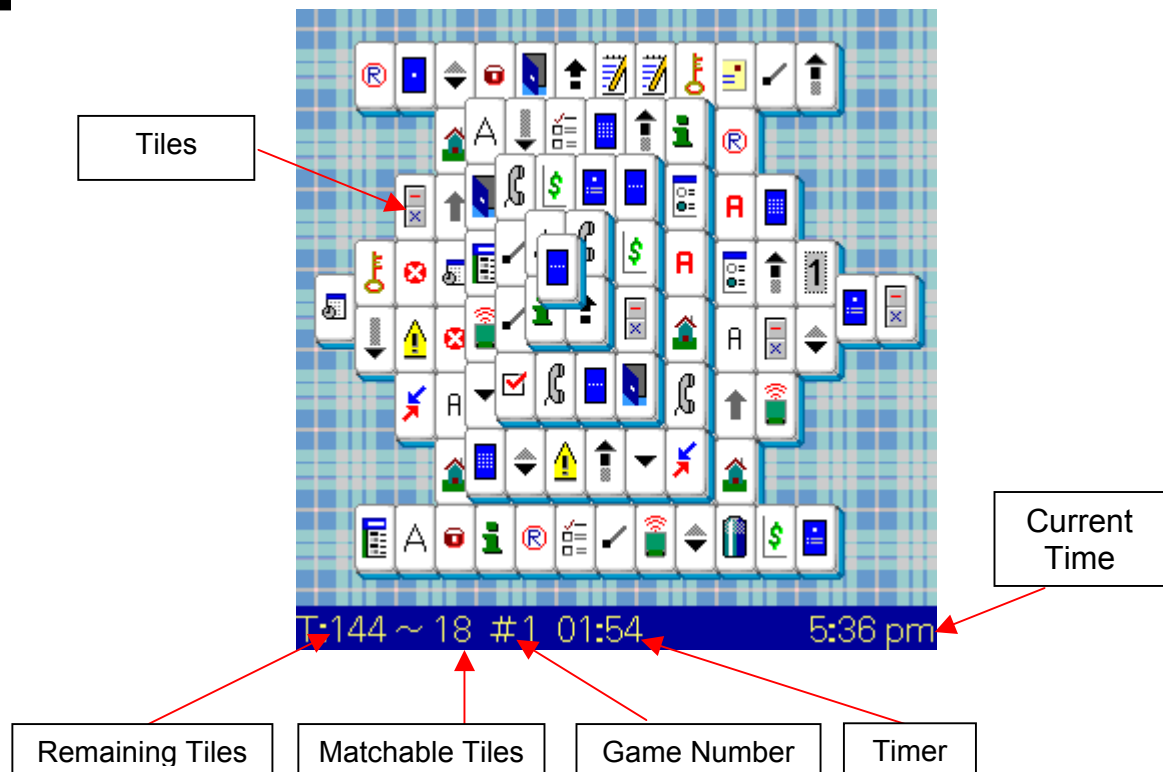 Tiles
Current
Time
T:144 ~ 18 #1 01:54 5:36 pm
Remaining Tiles
Matchable Tiles
Game Number
Timer